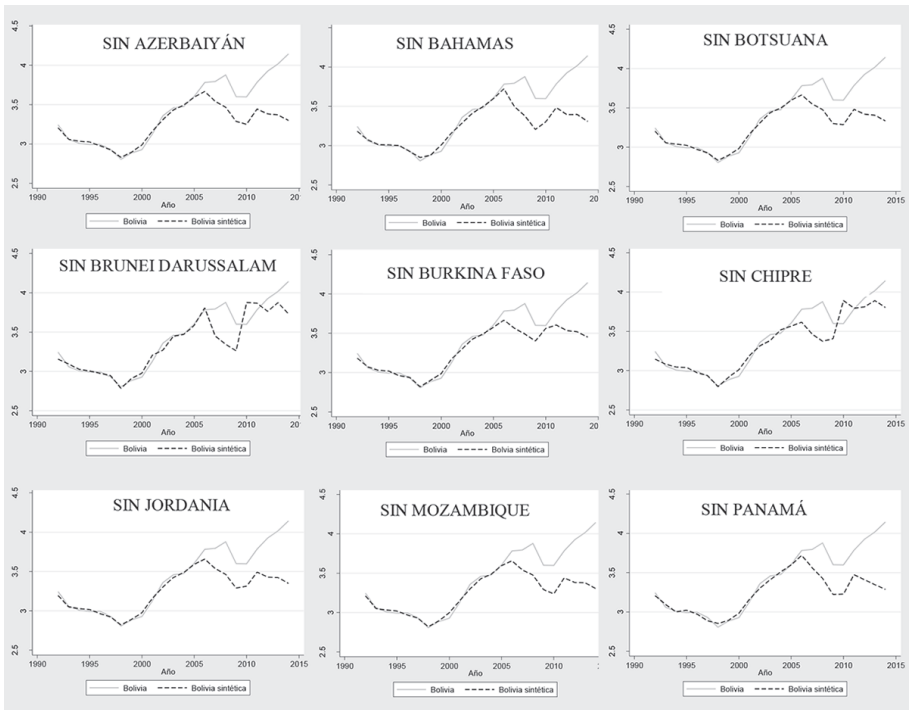 SIN AZERBAIYÁN
4.5
4
3.5
3
2.5
1990 1995 2000 2005 2010 20
Año
Bolivia Bolivia sintética
SIN BAHAMAS
4.5
4
3.5
3
2.5
1990 1995 2000 2005 2010 20
Año
Bolivia Bolivia sintética
SIN BOTSUANA
4.5
4
3.5
3
2.5
1990 1995 2000 2005 2010 2015
Año
Bolivia Bolivia sintética
SIN BRUNEI DARUSSALAM
4.5
4
3.5
3
2.5
1990 1995 2000 2005 2010 2015
Año
Bolivia Bolivia sintética
SIN BURKINA FASO
4.5
4
3.5
3
2.5
1990 1995 2000 2005 2010 20
Año
Bolivia Bolivia sintética
SIN CHIPRE
4.5
4
3.5
3
2.5
1990 1995 2000 2005 2010 2015
Año
Bolivia Bolivia sintética
SIN JORDANIA
4.5
4
3.5
3
2.5
1990 1995 2000 2005 2010 2015
Año
Bolivia Bolivia sintética
SIN MOZAMBIQUE
4.5
4
3.5
3
2.5
1990 1995 2000 2005 2010
Año
Bolivia Bolivia sintética
SIN PANAMÁ
4.5
4
3.5
3
2.5
1990 1995 2000 2005 2010 2015
Año
Bolivia Bolivia sintética